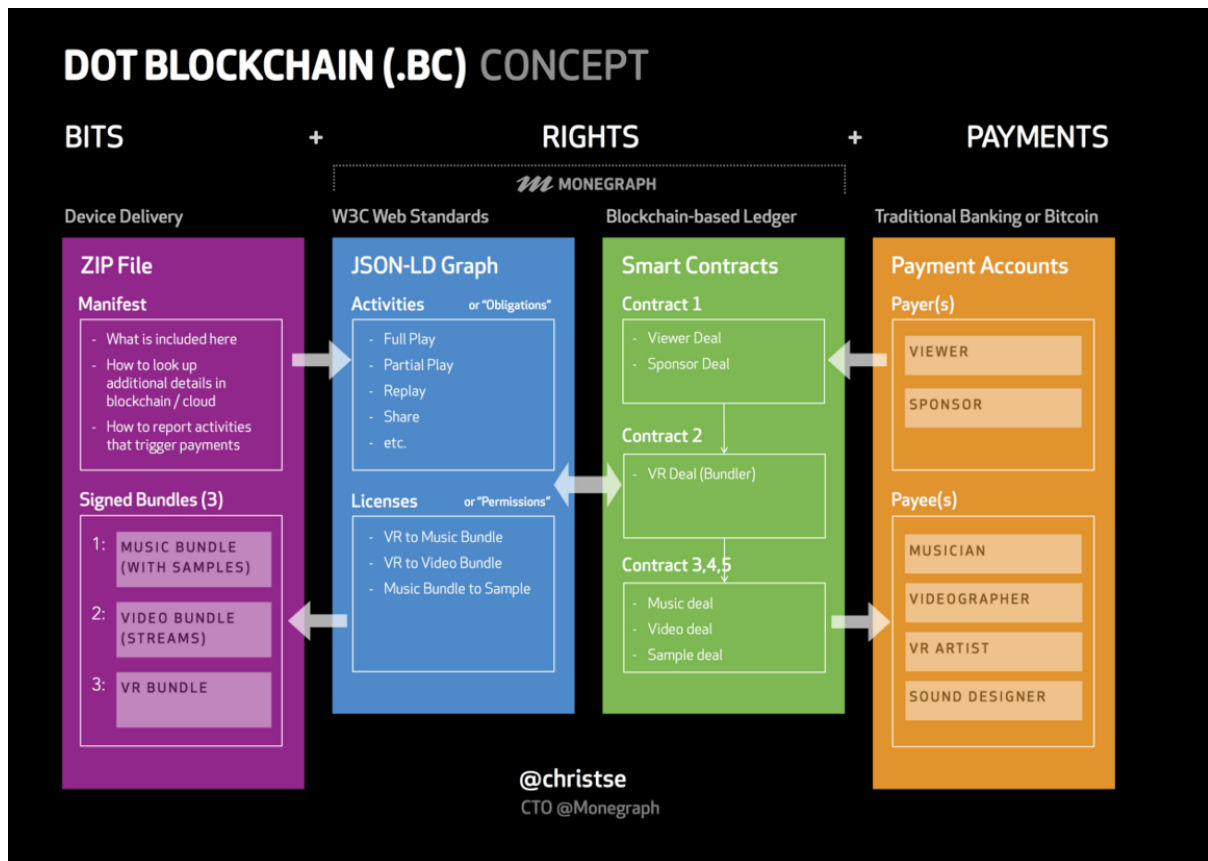 DOT BLOCKCHAIN (.BC) CONCEPT
BITS + RIGHTS + PAYMENTS
MONEGRAPH
Device Delivery
ZIP File
Manifest
- What is included here
- How to look up
additional details in
blockchain / cloud
- How to report activities
that trigger payments
Signed Bundles (3)
1: MUSIC BUNDLE
(WITH SAMPLES)
2: VIDEO BUNDLE
(STREAMS)
3: VR BUNDLE
W3C Web Standards
JSON-LD Graph
Activities or "Obligations"
- Full Play
- Partial Play
- Replay
- Share
- etc.
Licenses or "Permissions"
- VR to Music Bundle
- VR to Video Bundle
- Music Bundle to Sample
Blockchain-based Ledger
Smart Contracts
Contract 1
- Viewer Deal
- Sponsor Deal
Contract 2
- VR Deal (Bundler)
Contract 3,4,5
- Music deal
- Video deal
- Sample deal
Traditional Banking or Bitcoin
Payment Accounts
Payer(s)
VIEWER
SPONSOR
Payee(s)
MUSICIAN
VIDEOGRAPHER
VR ARTIST
SOUND DESIGNER
@christse
CTO @Monegraph